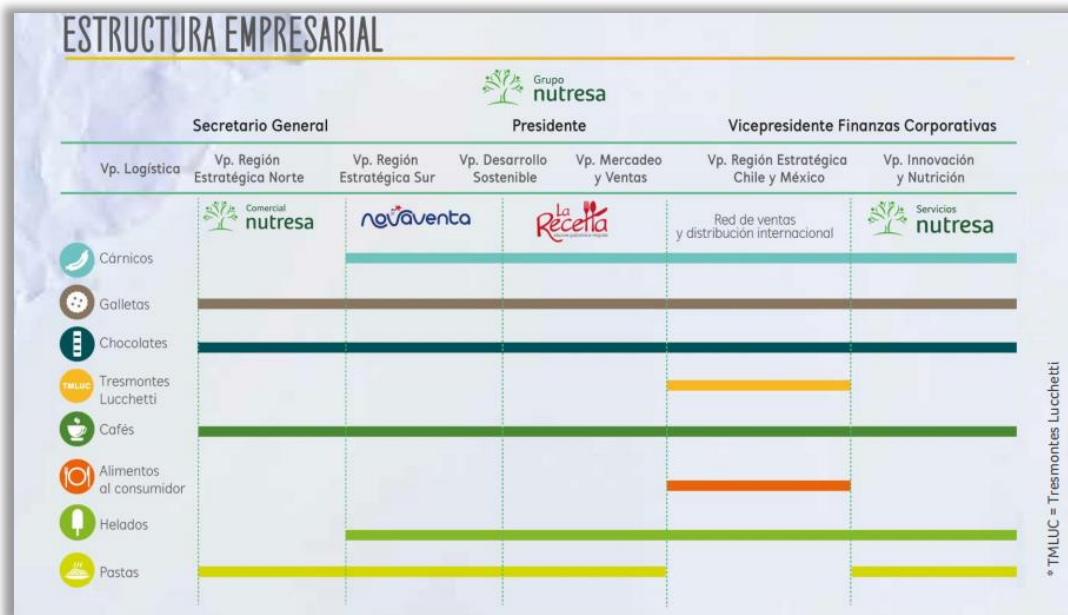 ESTRUCTURA EMPRESARIAL
Grupo
nutresa
Secretario General
Presidente
Vicepresidente Finanzas Corporativas
Vp. Logística
Vp. Región
Estratégica Norte
Vp. Región
Estratégica Sur
Vp. Desarrollo
Sostenible
Vp. Mercadeo
y Ventas
Vp. Región Estratégica
Chile y México
Vp. Innovación
y Nutrición
Comercial
nutresa
novaventa
La
Receta
Red de ventas
y distribución internacional
Servicios
nutresa
Cárnicos
Galletas
Chocolates
TMLUC
Tresmontes
Lucchetti
Cafés
Alimentos
al consumidor
Helados
Pastas
* TMLUC = Tresmontes Lucchetti